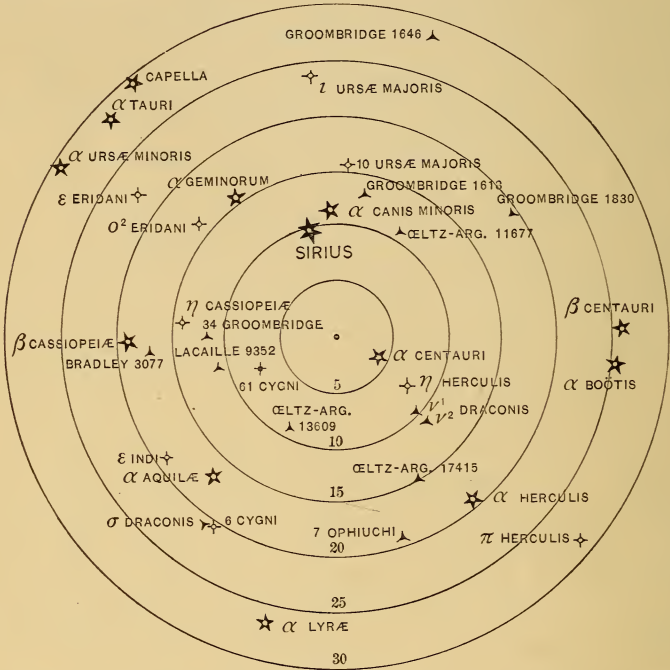 GROOMBRIDGE 1646
CAPELLA
ι URSÆ MAJORIS
α TAURI
α URSÆ MINORIS
10 URSÆ MAJORIS
α GEMINORUM
GROOMBRIDGE 1613
ε ERIDANI
GROOMBRIDGE 1830
α CANIS MINORIS
O² ERIDANI
ŒLTZ-ARG. 11677
SIRIUS
η CASSIOPEIÆ
β CENTAURI
34 GROOMBRIDGE
β CASSIOPEIÆ
LACAILLE 9352
α CENTAURI
BRADLEY 3077
61 CYGNI
5
η HERCULIS
α BOÖTIS
ŒLTZ-ARG.
13609
ν¹
ν² DRACONIS
10
ε INDI
ŒLTZ-ARG. 17415
α AQUILÆ
15
α HERCULIS
σ DRACONIS
6 CYGNI
7 OPHIUCHI
π HERCULIS
20
25
α LYRÆ
30